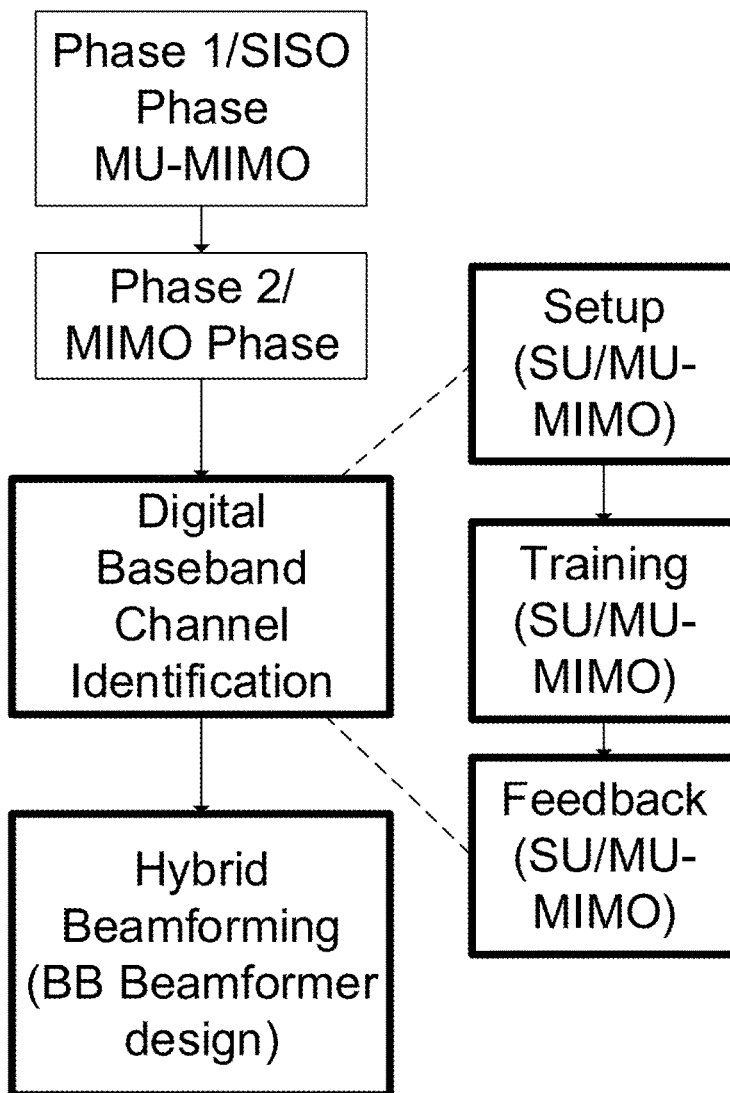 Phase 1/SISO
Phase
MU-MIMO
Phase 2/
MIMO Phase
Digital
Baseband
Channel
Identification
Hybrid
Beamforming
(BB Beamformer
design)
Setup
(SU/MU-
MIMO)
Training
(SU/MU-
MIMO)
Feedback
(SU/MU-
MIMO)